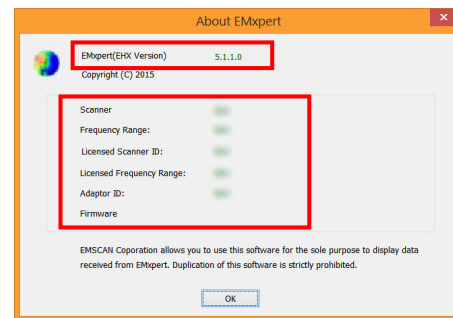 About EMxpert
EMxpert(EHX Version) 5.1.1.0
Copyright (C) 2015
Scanner
Frequency Range:
Licensed Scanner ID:
Licensed Frequency Range:
Adaptor ID:
Firmware
EMSCAN Coporation allows you to use this software for the sole purpose to display data
received from EMxpert. Duplication of this software is strictly prohibited.
OK